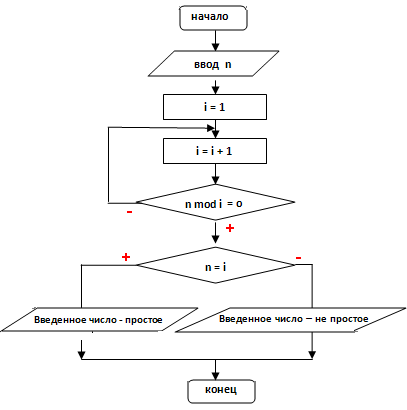 начало
ввод n
i = 1
i = i + 1
n mod i = о
-
+
n = i
+
-
Введенное число - простое
Введенное число – не простое
конец